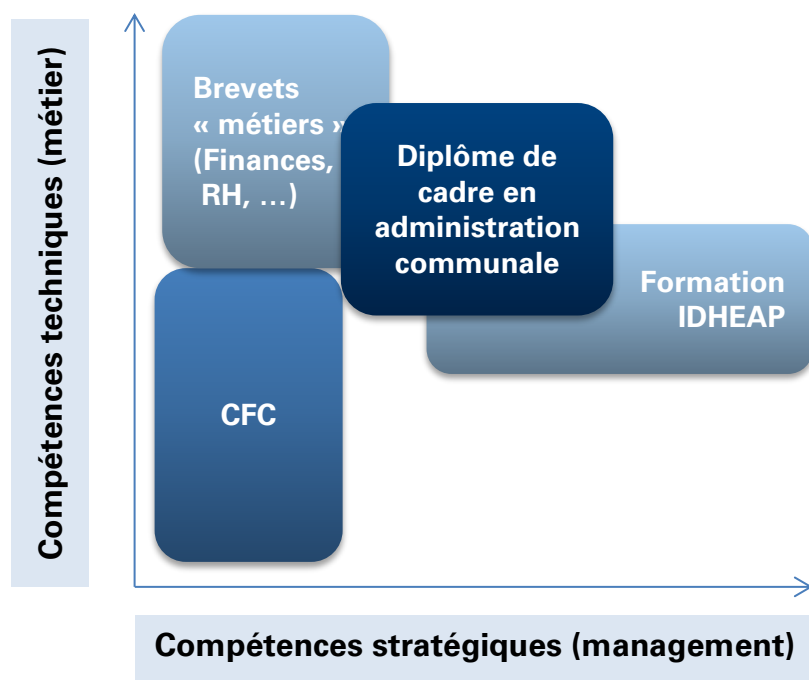 Compétences techniques (métier)
Brevets
« métiers »
(Finances,
RH, …)
Diplôme de
cadre en
administration
communale
Formation
IDHEAP
CFC
Compétences stratégiques (management)